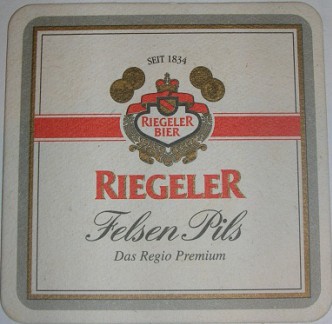 SEIT 1834
RIEGELER
BIER
RIEGELER
Felsen Pils
Das Regio Premium